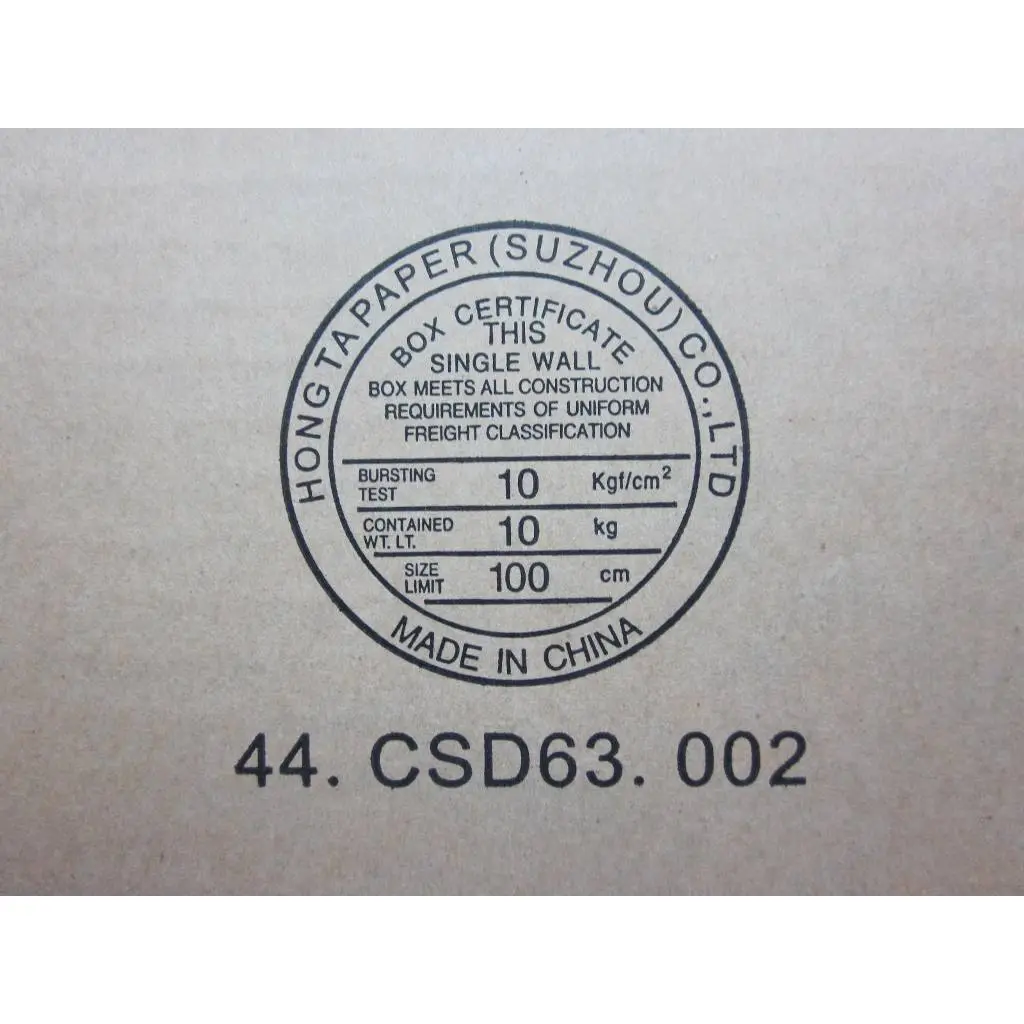 HONG TA PAPER (SUZHOU) CO.,LTD
BOX CERTIFICATE
THIS
SINGLE WALL
BOX MEETS ALL CONSTRUCTION
REQUIREMENTS OF UNIFORM
FREIGHT CLASSIFICATION
BURSTING TEST 10 Kgf/cm²
CONTAINED WT. LT. 10 kg
SIZE LIMIT 100 cm
MADE IN CHINA
44. CSD63. 002